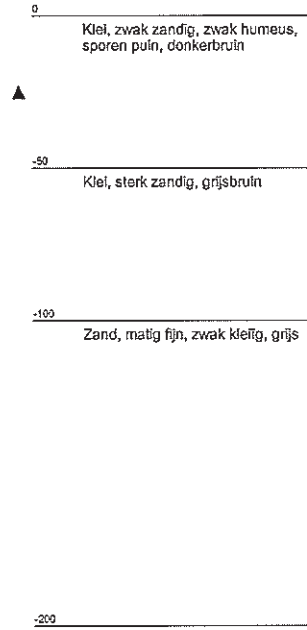 0
Klei, zwak zandig, zwak humeus,
sporen puin, donkerbruin
-50
Klei, sterk zandig, grijsbruin
-100
Zand, matig fijn, zwak kleiïg, grijs
-200